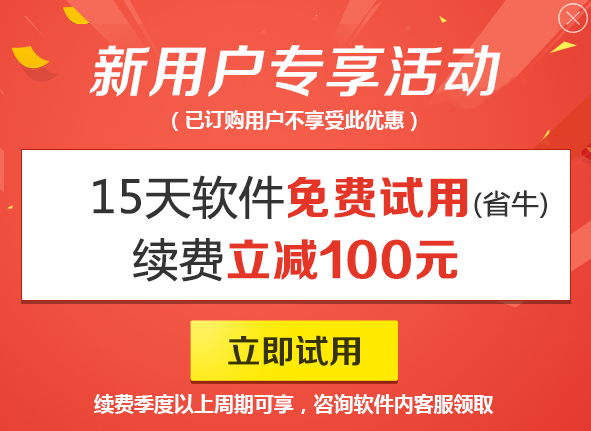 新用户专享活动
(已订购用户不享受此优惠)
15天软件免费试用(省牛)
续费立减100元
立即试用
续费季度以上周期可享，咨询软件内客服领取